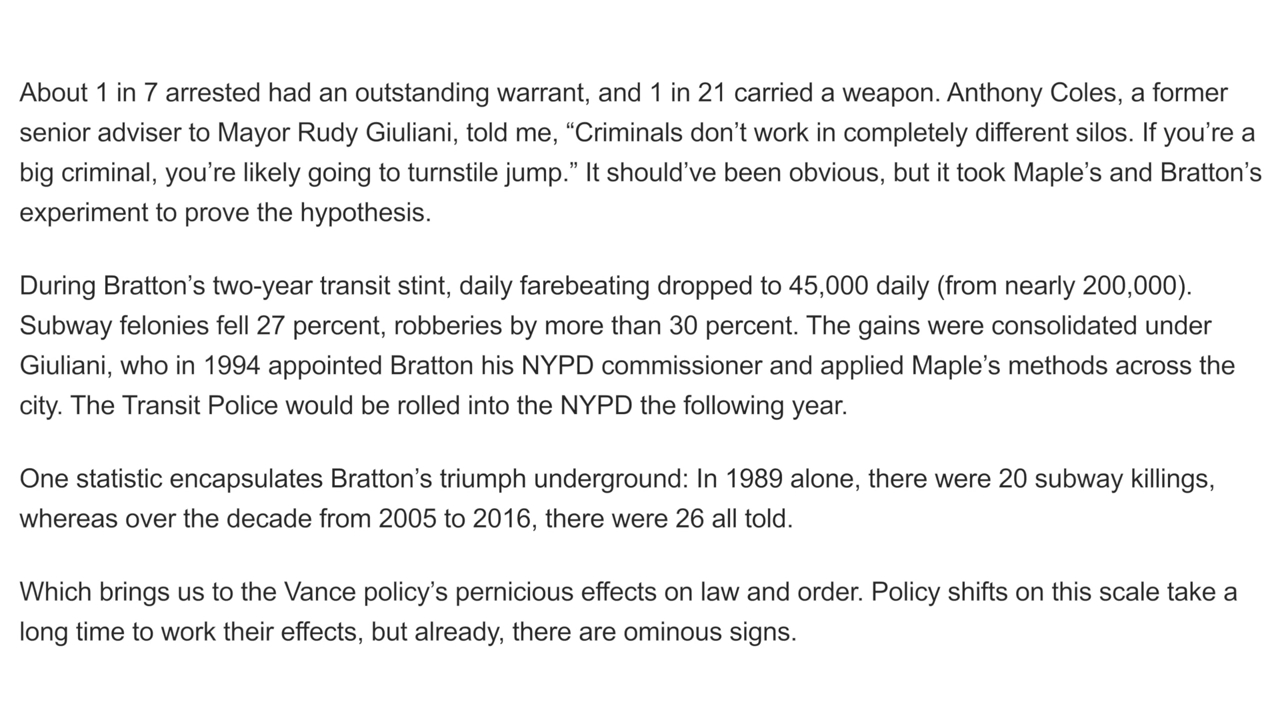 About 1 in 7 arrested had an outstanding warrant, and 1 in 21 carried a weapon. Anthony Coles, a former
senior adviser to Mayor Rudy Giuliani, told me, “Criminals don’t work in completely different silos. If you’re a
big criminal, you’re likely going to turnstile jump.” It should’ve been obvious, but it took Maple’s and Bratton’s
experiment to prove the hypothesis.
During Bratton’s two-year transit stint, daily farebeating dropped to 45,000 daily (from nearly 200,000).
Subway felonies fell 27 percent, robberies by more than 30 percent. The gains were consolidated under
Giuliani, who in 1994 appointed Bratton his NYPD commissioner and applied Maple’s methods across the
city. The Transit Police would be rolled into the NYPD the following year.
One statistic encapsulates Bratton’s triumph underground: In 1989 alone, there were 20 subway killings,
whereas over the decade from 2005 to 2016, there were 26 all told.
Which brings us to the Vance policy’s pernicious effects on law and order. Policy shifts on this scale take a
long time to work their effects, but already, there are ominous signs.